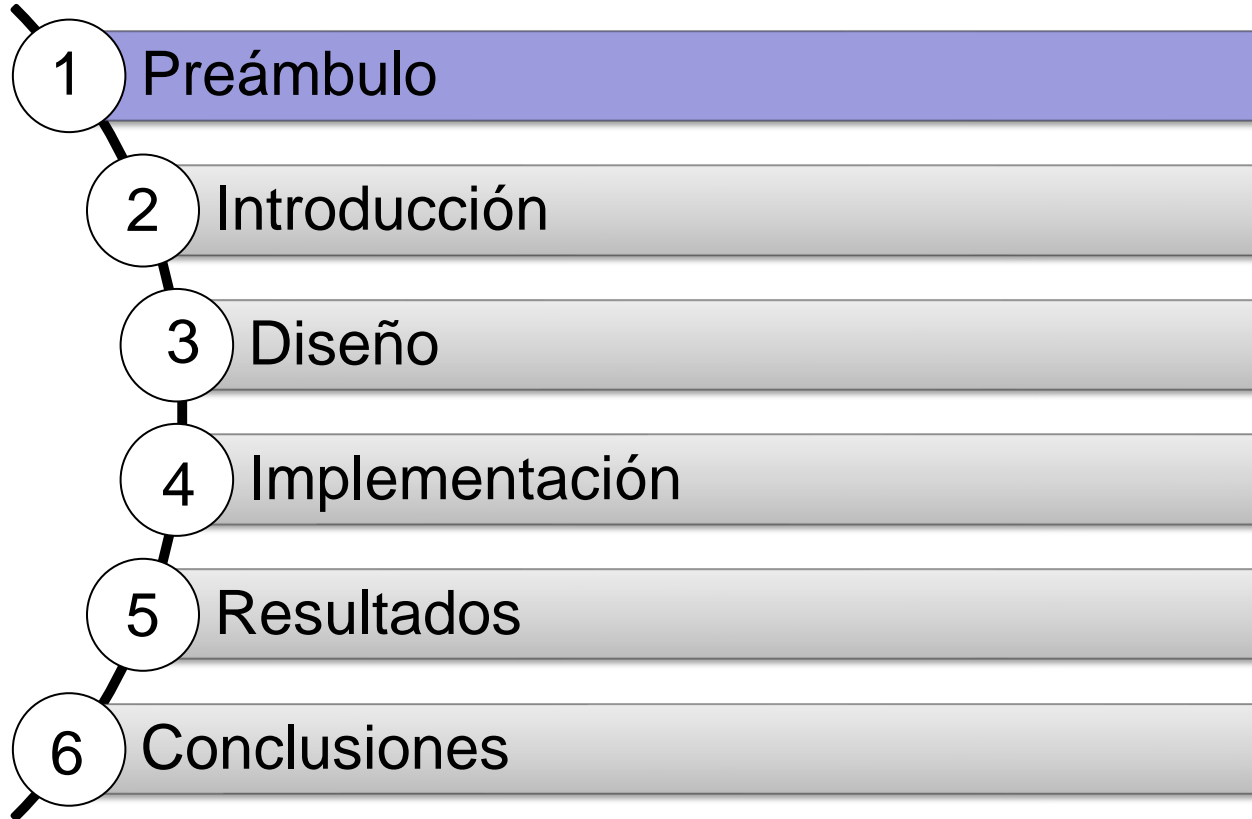 1 Preámbulo
2 Introducción
3 Diseño
4 Implementación
5 Resultados
6 Conclusiones